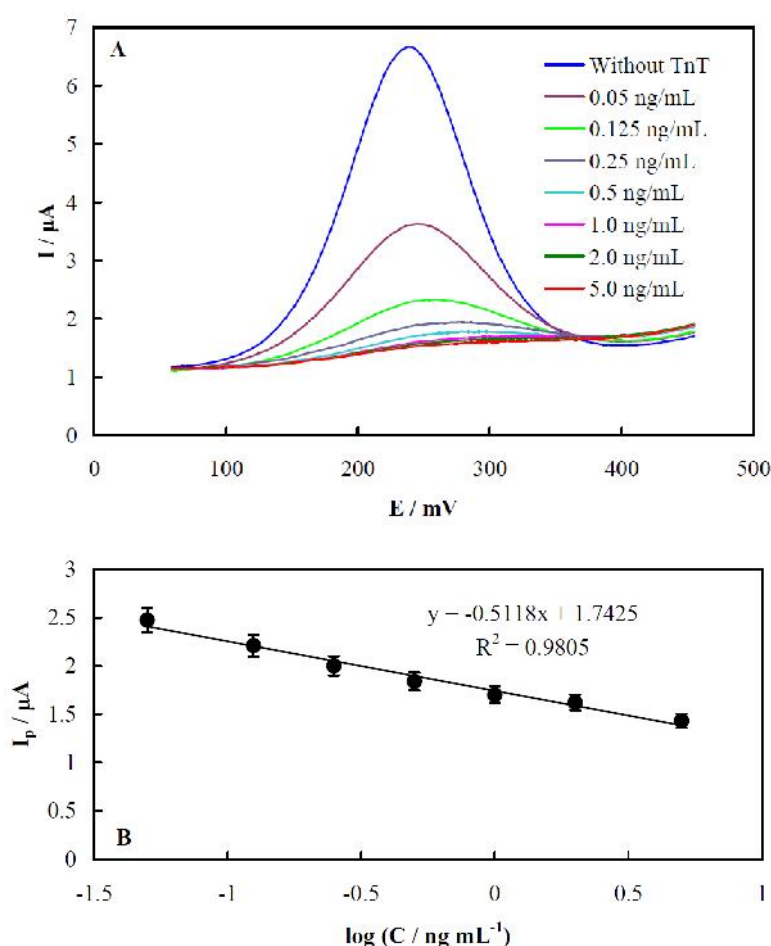 A
7
6
5
4
3
2
1
0
I / μA
0 100 200 300 400 500
E / mV
Without TnT
0.05 ng/mL
0.125 ng/mL
0.25 ng/mL
0.5 ng/mL
1.0 ng/mL
2.0 ng/mL
5.0 ng/mL
3
2.5
2
1.5
1
0.5
0
I_p / μA
y = -0.5118x + 1.7425
R² = 0.9805
B
-1.5 -1 -0.5 0 0.5 1
log (C / ng mL⁻¹)